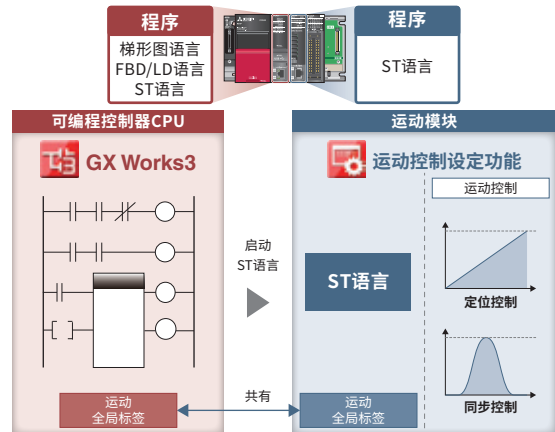 程序
梯形图语言
FBD/LD语言
ST语言
程序
ST语言
可编程控制器CPU
GX Works3
启动
ST语言
运动
全局标签
共有
运动模块
运动控制设定功能
运动控制
ST语言
定位控制
同步控制
运动
全局标签